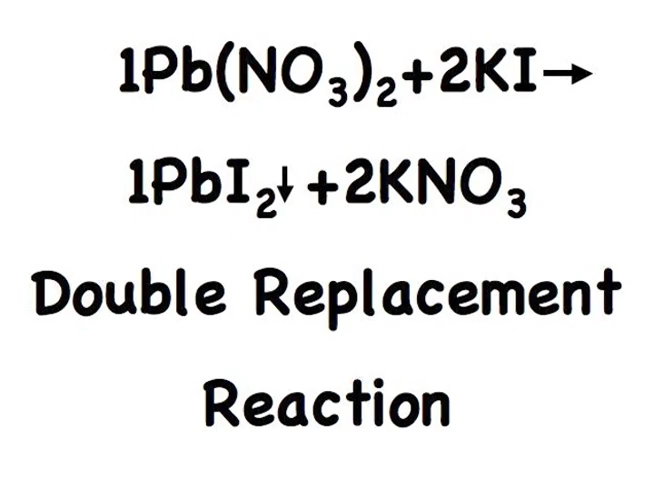 1Pb(NO₃)₂+2KI→
1PbI₂↓ +2KNO₃
Double Replacement
Reaction